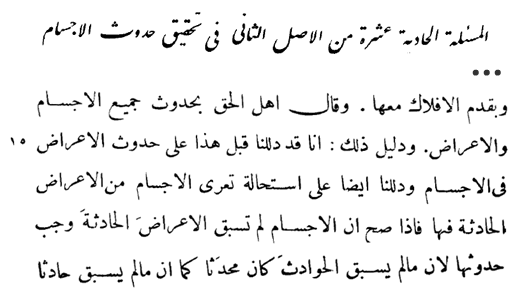 المسئلة الحادية عشرة من الاصل الثانى فى تحقيق حدوث الاجسام
•••
وبقدم الافلاك معها . وقال اهل الحق بحدوث جميع الاجسام
والاعراض. ودليل ذلك : انا قد دللنا قبل هذا على حدوث الاعراض ١٥
فى الاجسام ودللنا ايضا على استحالة تعرى الاجسام من الاعراض
الحادثة فيها فاذا صح ان الاجسام لم تسبق الاعراضَ الحادثةَ وجب
حدوثها لان مالم يسبق الحوادثَ كان محدَثا كما ان مالم يسبق حادثا